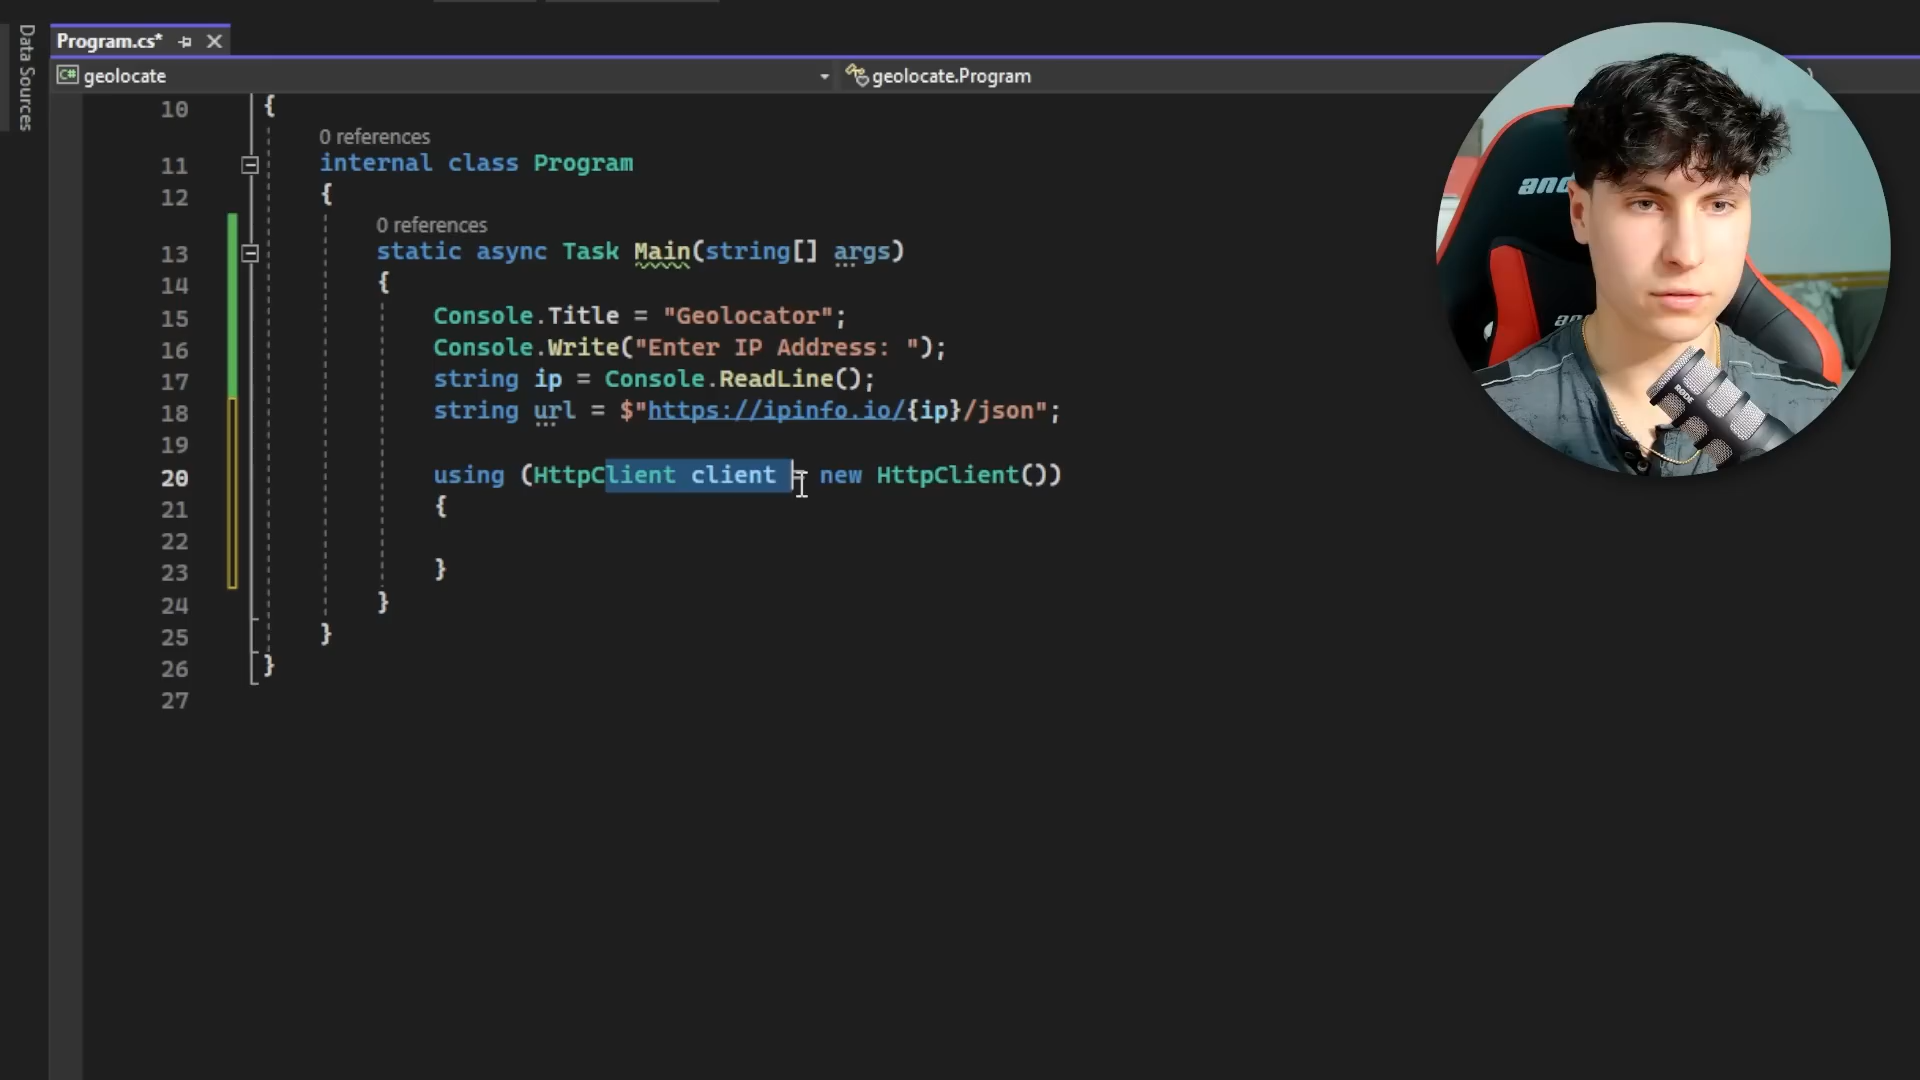 Data Sources
Program.cs*
C# geolocate
geolocate.Program
10 {
0 references
11 internal class Program
12 {
0 references
13 static async Task Main(string[] args)
14 {
15 Console.Title = "Geolocator";
16 Console.Write("Enter IP Address: ");
17 string ip = Console.ReadLine();
18 string url = $"https://ipinfo.io/{ip}/json";
19
20 using (HttpClient client = new HttpClient())
21 {
22
23 }
24 }
25 }
26 }
27
RODE